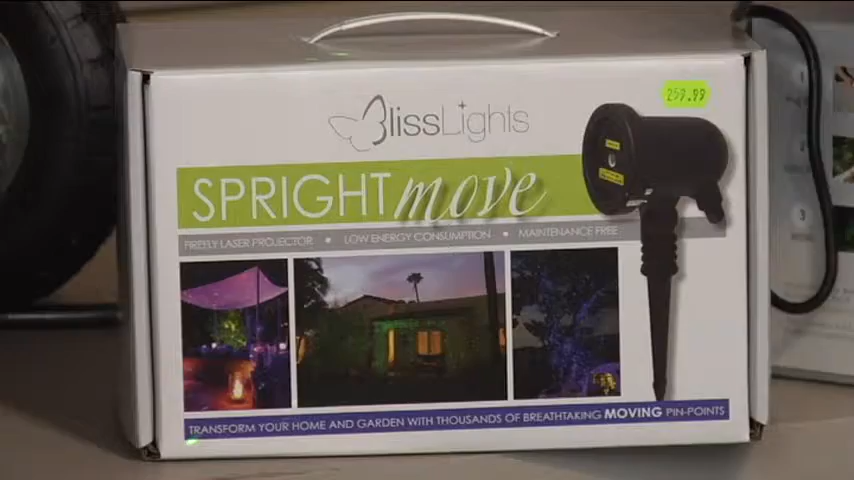 259.99
BlissLights
SPRIGHT move
FIREFLY LASER PROJECTOR • LOW ENERGY CONSUMPTION • MAINTENANCE FREE
TRANSFORM YOUR HOME AND GARDEN WITH THOUSANDS OF BREATHTAKING MOVING PIN-POINTS
3